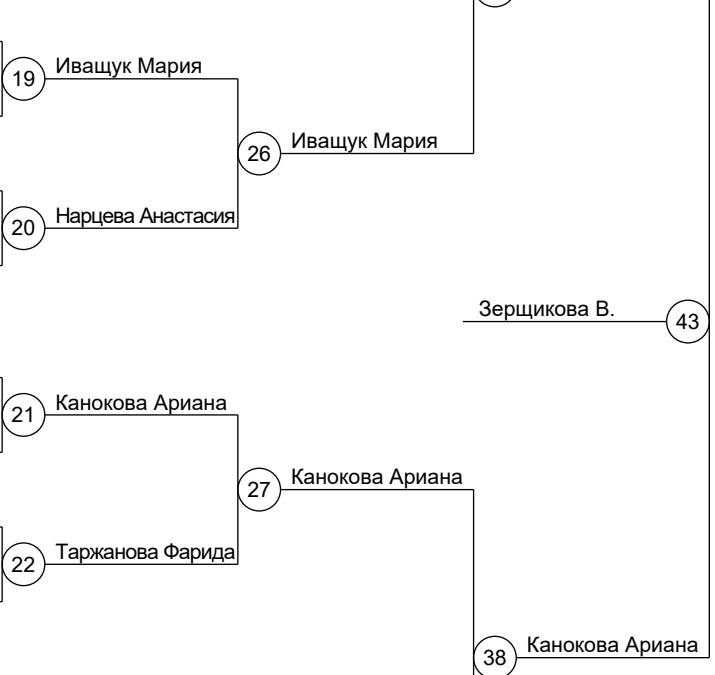 19 Иващук Мария
26 Иващук Мария
20 Нарцева Анастасия
Зерщикова В. 43
21 Канокова Ариана
27 Канокова Ариана
22 Таржанова Фарида
38 Канокова Ариана